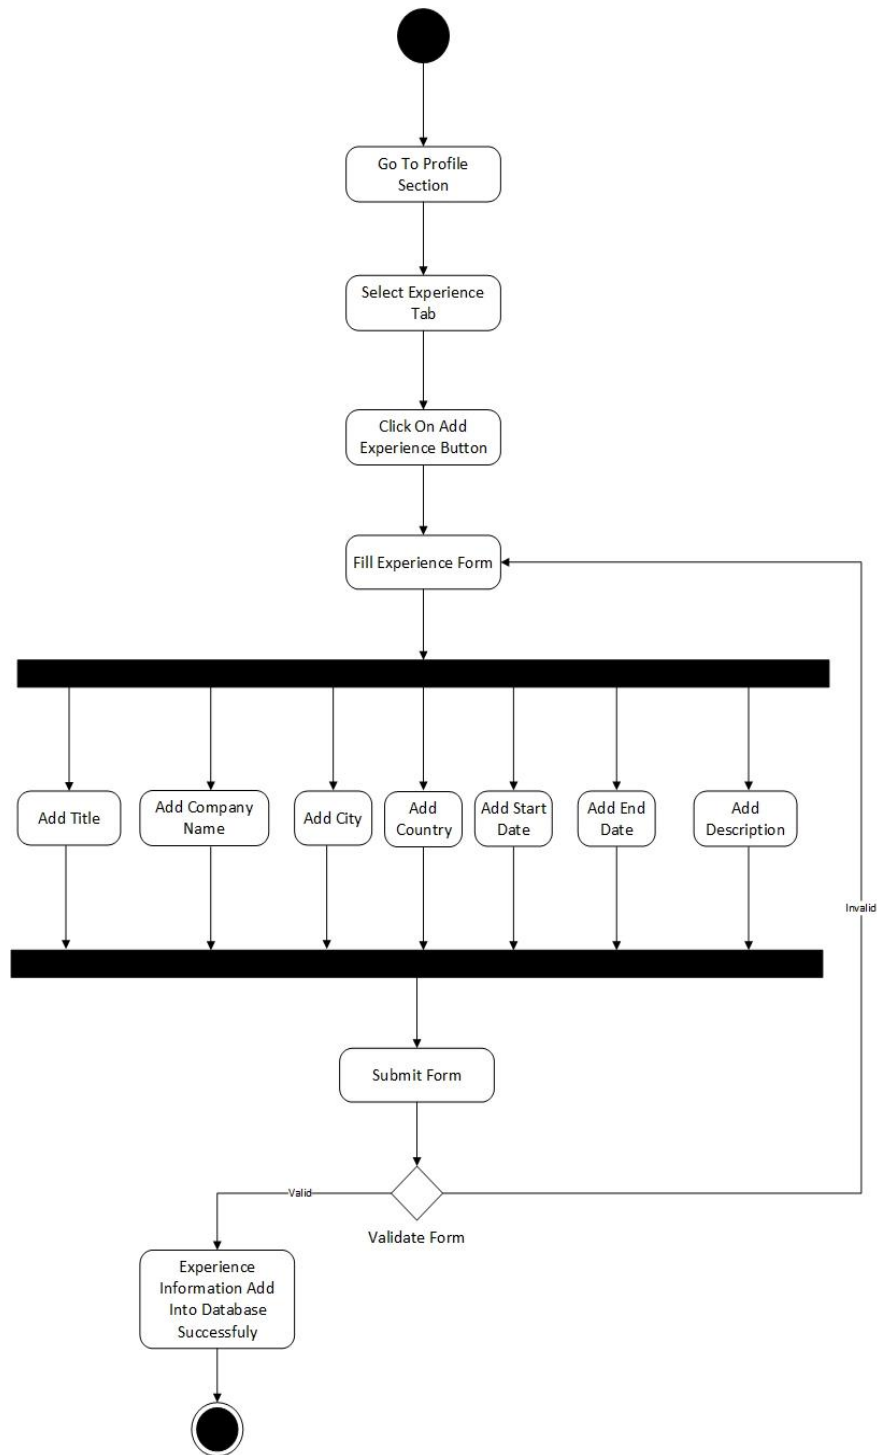 Go To Profile
Section
Select Experience
Tab
Click On Add
Experience Button
Fill Experience Form
Add Title
Add Company
Name
Add City
Add
Country
Add Start
Date
Add End
Date
Add
Description
Invalid
Submit Form
Valid
Validate Form
Experience
Information Add
Into Database
Successfuly